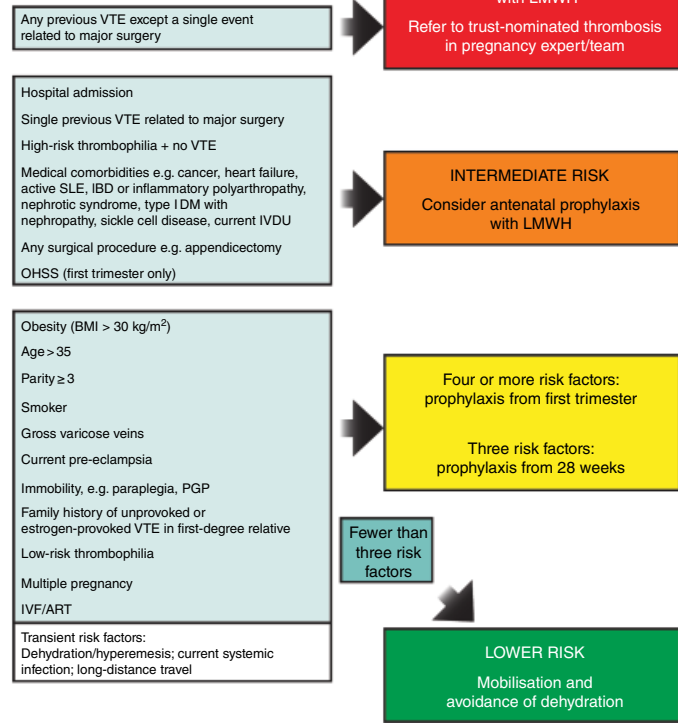 Any previous VTE except a single event
related to major surgery
with LMWH
Refer to trust-nominated thrombosis
in pregnancy expert/team
Hospital admission
Single previous VTE related to major surgery
High-risk thrombophilia + no VTE
Medical comorbidities e.g. cancer, heart failure,
active SLE, IBD or inflammatory polyarthropathy,
nephrotic syndrome, type I DM with
nephropathy, sickle cell disease, current IVDU
Any surgical procedure e.g. appendicectomy
OHSS (first trimester only)
INTERMEDIATE RISK
Consider antenatal prophylaxis
with LMWH
Obesity (BMI > 30 kg/m²)
Age > 35
Parity ≥ 3
Smoker
Gross varicose veins
Current pre-eclampsia
Immobility, e.g. paraplegia, PGP
Family history of unprovoked or
estrogen-provoked VTE in first-degree relative
Low-risk thrombophilia
Multiple pregnancy
IVF/ART
Transient risk factors:
Dehydration/hyperemesis; current systemic
infection; long-distance travel
Four or more risk factors:
prophylaxis from first trimester
Three risk factors:
prophylaxis from 28 weeks
Fewer than
three risk
factors
LOWER RISK
Mobilisation and
avoidance of dehydration